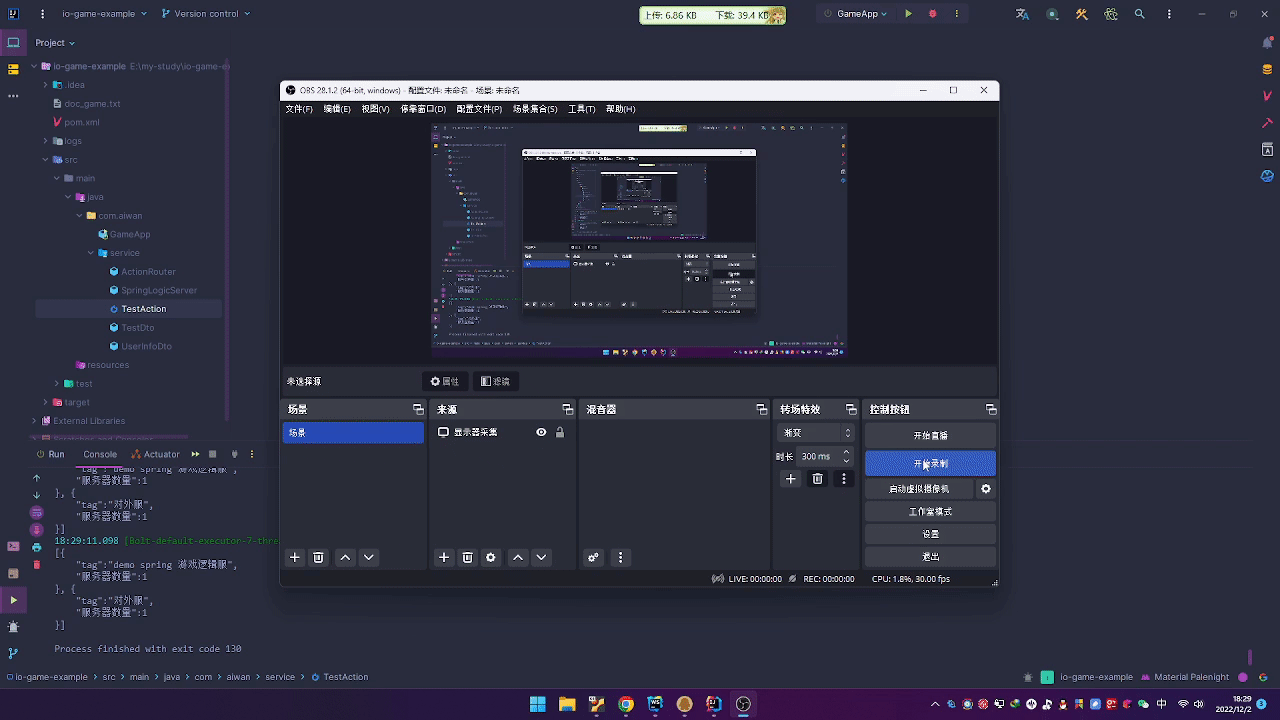 io-game-example
Version control
上传: 6.86 KB 下载: 39.4 KB
GameApp
Project
io-game-example E:\my-study\io-game-ex
.idea
doc_game.txt
pom.xml
logs
src
main
java
com.aiwan
GameApp
service
ActionRouter
SpringLogicServer
TestAction
TestDto
UserInfoDto
resources
test
target
External Libraries
Scratches and Consoles
OBS 28.1.2 (64-bit, windows) - 配置文件: 未命名 - 场景: 未命名
文件(F) 编辑(E) 视图(V) 停靠窗口(D) 配置文件(P) 场景集合(S) 工具(T) 帮助(H)
未选择源
属性
滤镜
场景
来源
混音器
转场特效
控制按钮
场景
显示器采集
渐变
时长 300 ms
开始直播
开始录制
启动虚拟摄像机
工作室模式
设置
退出
LIVE: 00:00:00 REC: 00:00:00 CPU: 1.8%, 30.00 fps
Run Console Actuator
"tag":"demo spring 游戏逻辑服",
"服务器数量":1
}, {
"tag":"对外服",
"服务器数量":1
}]
18:29:11.098 [Bolt-default-executor-7-thre
[{
"tag":"demo spring 游戏逻辑服",
"服务器数量":1
}, {
"tag":"对外服",
"服务器数量":1
}]
Process finished with exit code 130
io-game-example > src > main > java > com > aiwan > service > TestAction
io-game-example
Material Palenight
中
18:29
2022/12/22
3